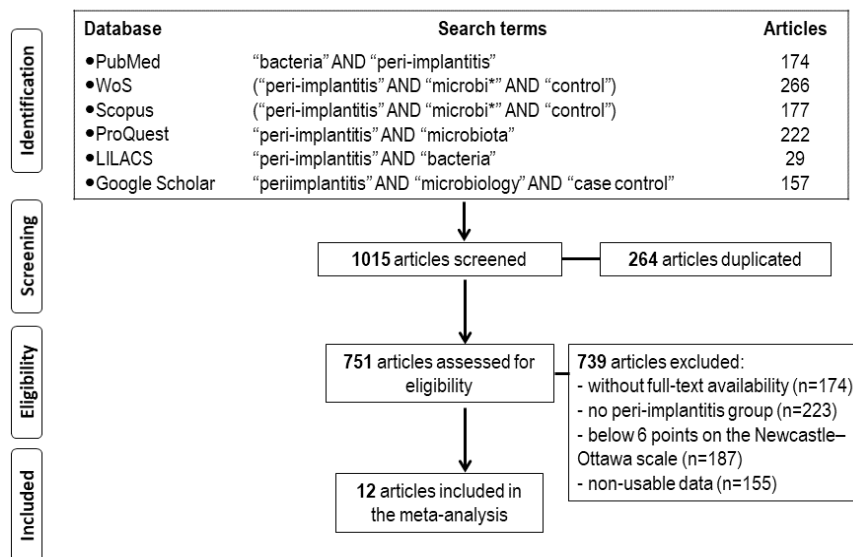 Identification
Database Search terms Articles
●PubMed “bacteria” AND “peri-implantitis” 174
●WoS (“peri-implantitis” AND “microbi*” AND “control”) 266
●Scopus (“peri-implantitis” AND “microbi*” AND “control”) 177
●ProQuest “peri-implantitis” AND “microbiota” 222
●LILACS “peri-implantitis” AND “bacteria” 29
●Google Scholar “periimplantitis” AND “microbiology” AND “case control” 157
Screening
1015 articles screened
264 articles duplicated
Eligibility
751 articles assessed for
eligibility
739 articles excluded:
- without full-text availability (n=174)
- no peri-implantitis group (n=223)
- below 6 points on the Newcastle–
Ottawa scale (n=187)
- non-usable data (n=155)
Included
12 articles included in
the meta-analysis